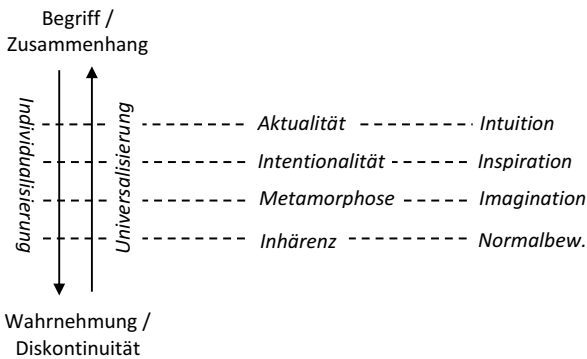 Begriff /
Zusammenhang
Individualisierung
Universalisierung
Aktualität
Intuition
Intentionalität
Inspiration
Metamorphose
Imagination
Inhärenz
Normalbew.
Wahrnehmung /
Diskontinuität